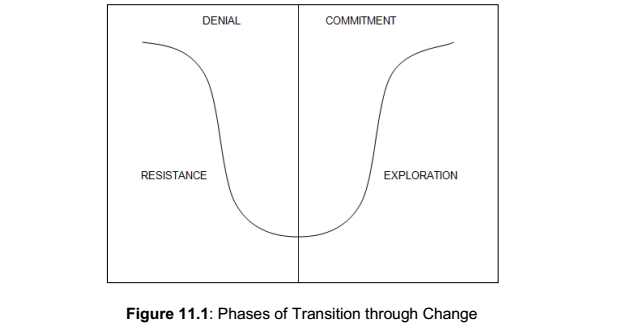 DENIAL
COMMITMENT
RESISTANCE
EXPLORATION
Figure 11.1: Phases of Transition through Change